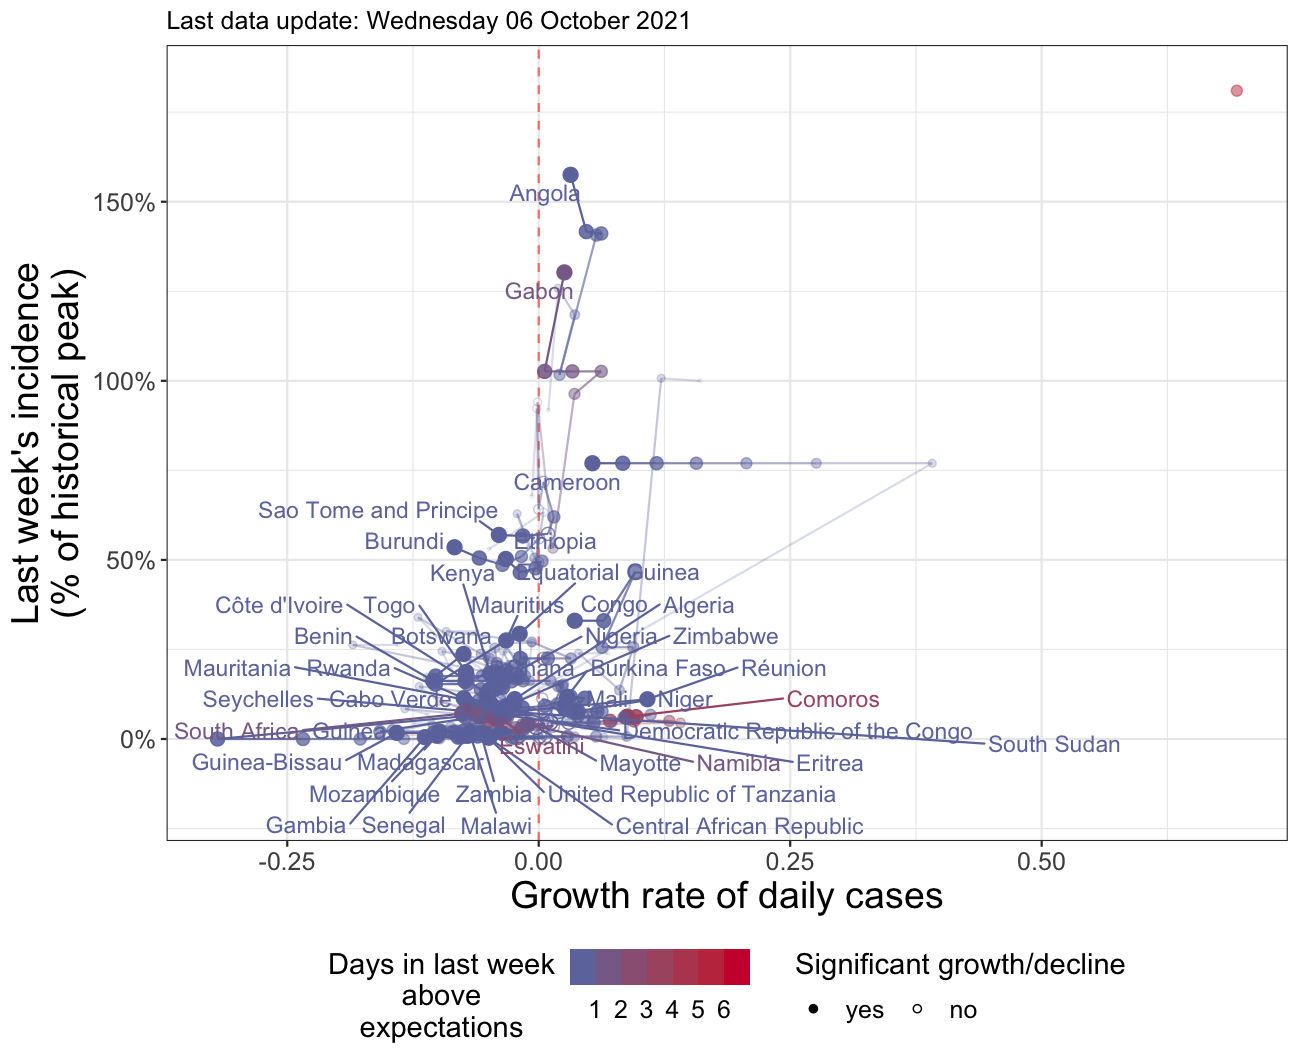 Last data update: Wednesday 06 October 2021
Last week's incidence
(% of historical peak)
150%
100%
50%
0%
Angola
Gabon
Cameroon
Sao Tome and Principe
Burundi
Ethiopia
Kenya
Equatorial Guinea
Côte d'Ivoire
Togo
Mauritius
Congo
Algeria
Benin
Botswana
Nigeria
Zimbabwe
Mauritania
Rwanda
Ghana
Burkina Faso
Réunion
Seychelles
Cabo Verde
Mali
Niger
Comoros
South Africa
Guinea
Democratic Republic of the Congo
Eswatini
South Sudan
Guinea-Bissau
Madagascar
Mayotte
Namibia
Eritrea
Mozambique
Zambia
United Republic of Tanzania
Gambia
Senegal
Malawi
Central African Republic
-0.25 0.00 0.25 0.50
Growth rate of daily cases
Days in last week
above
expectations
1 2 3 4 5 6
Significant growth/decline
yes no